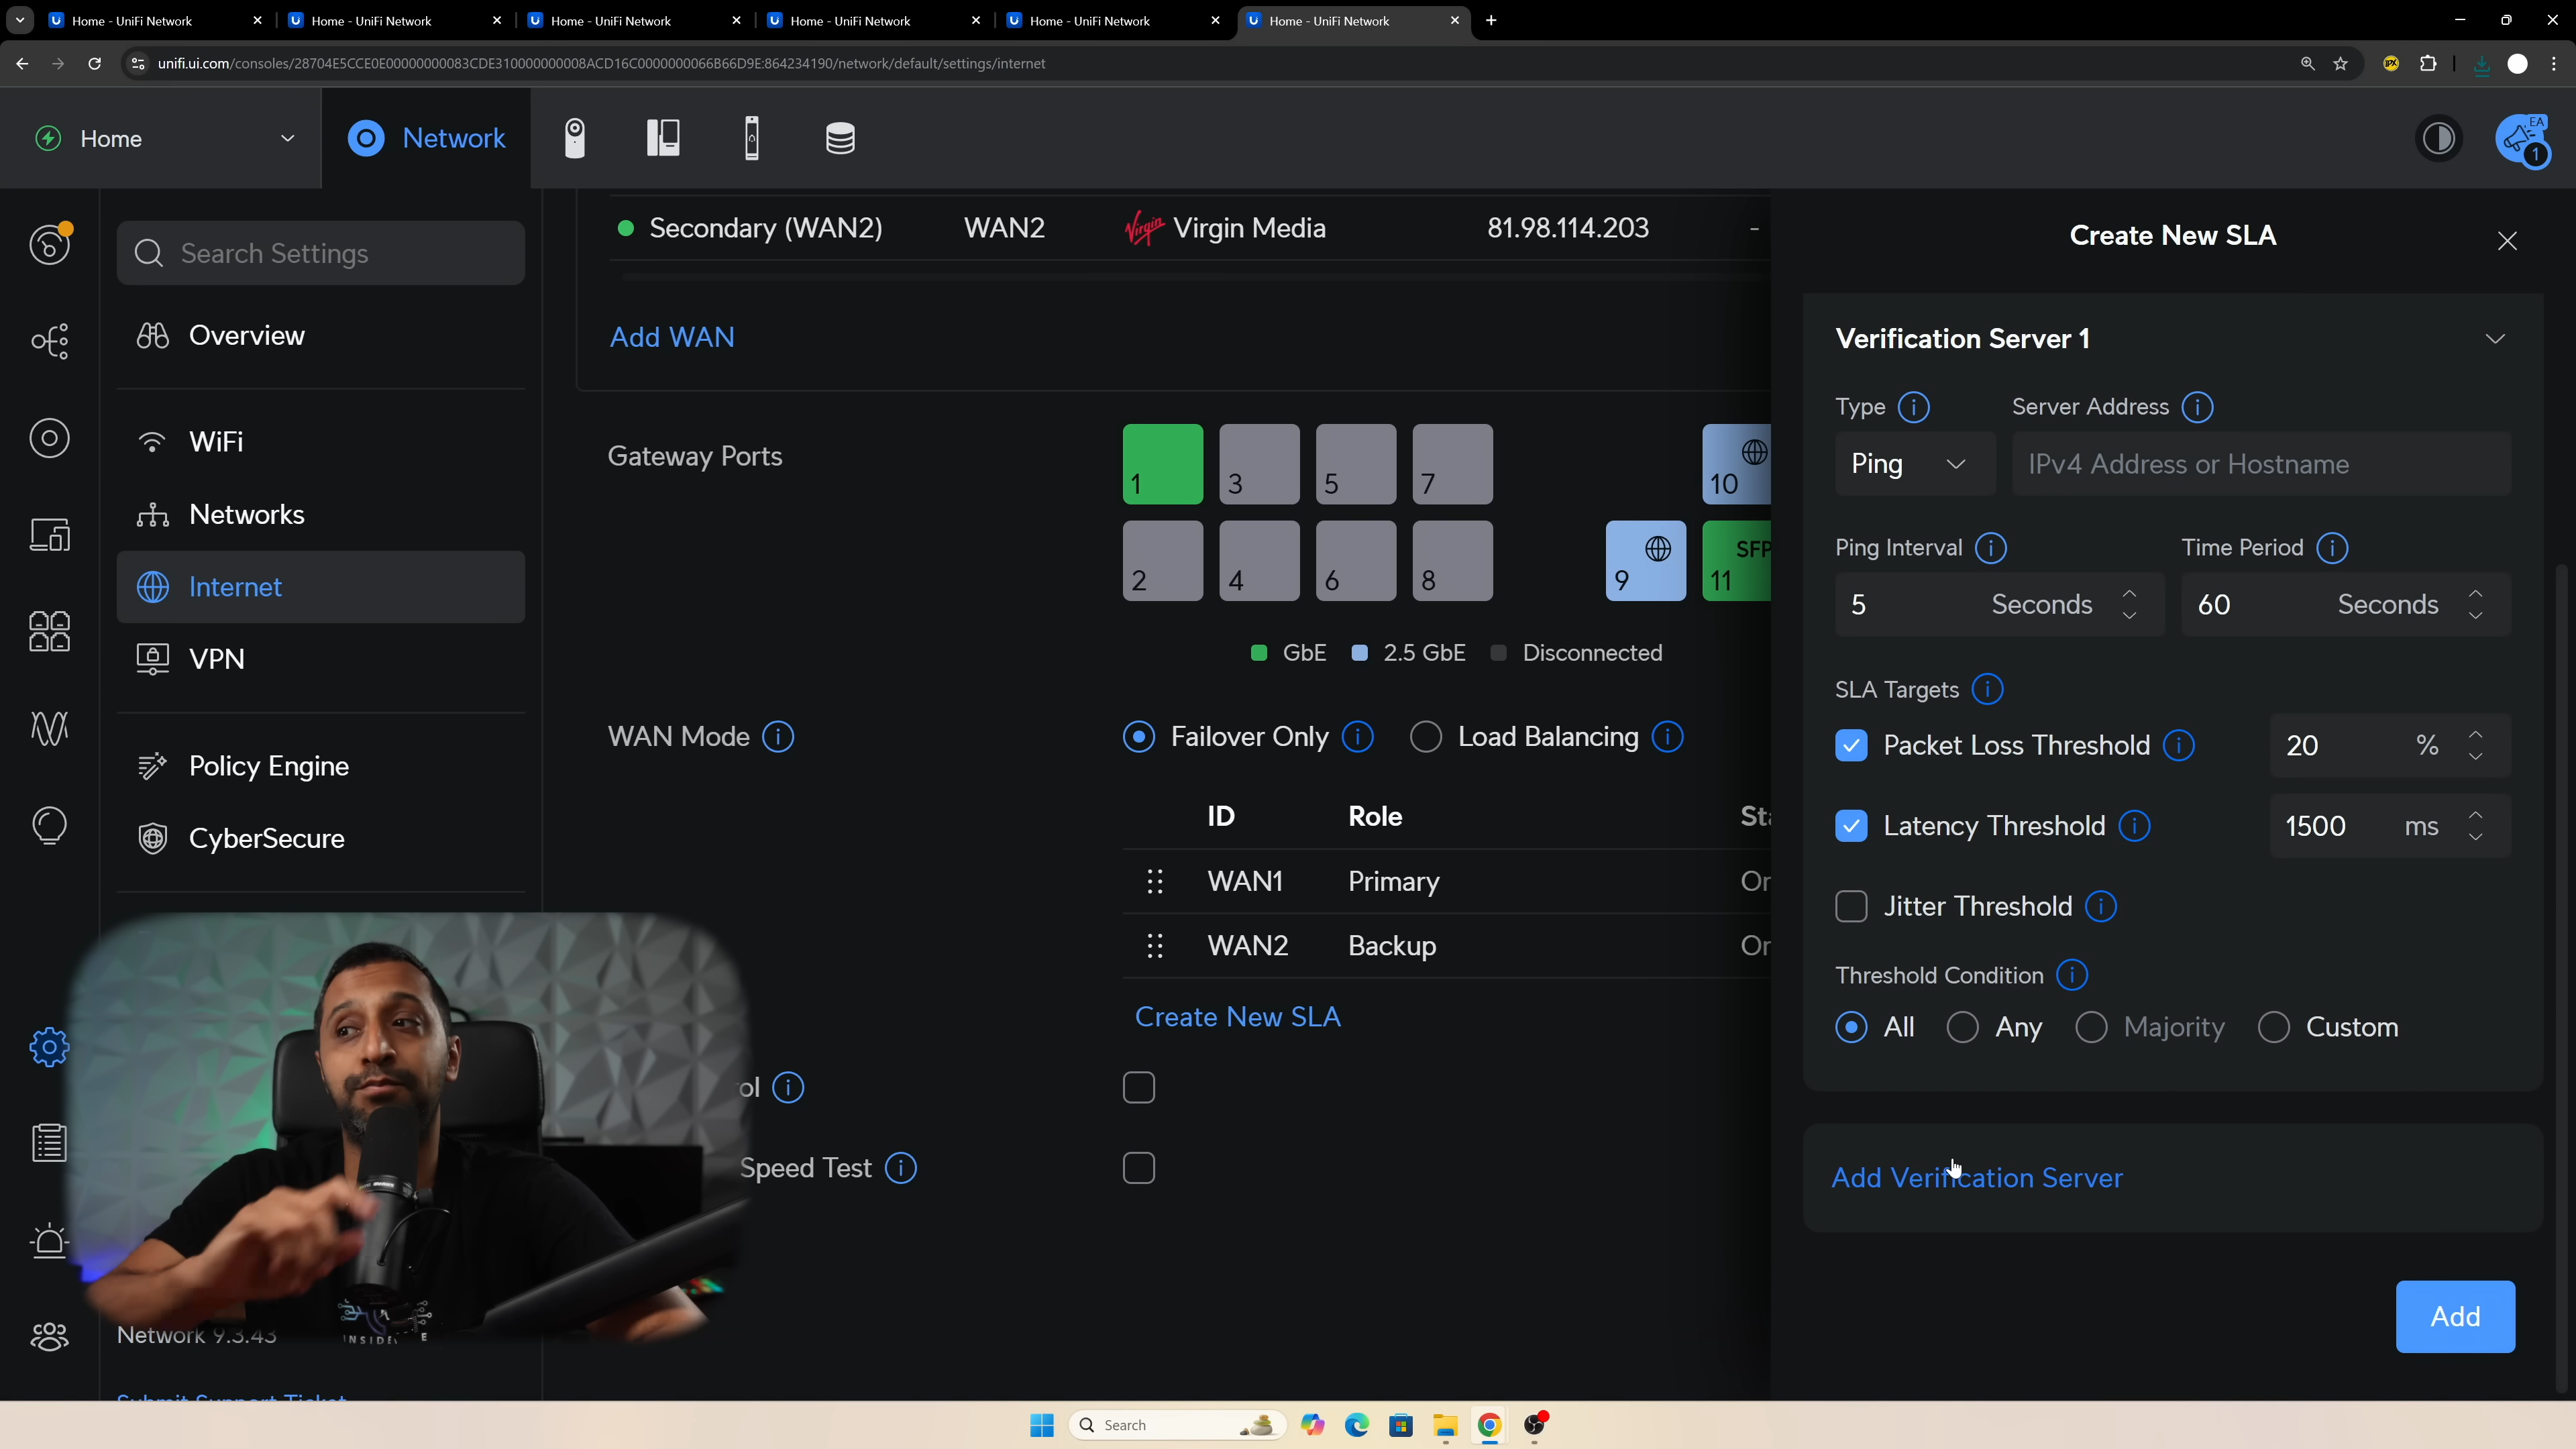 Home - UniFi Network
Home - UniFi Network
Home - UniFi Network
Home - UniFi Network
Home - UniFi Network
Home - UniFi Network
unifi.ui.com/consoles/28704E5CCE0E00000000083CDE310000000008ACD16C0000000066B66D9E:864234190/network/default/settings/internet
Home
Network
EA
1
Search Settings
Overview
WiFi
Networks
Internet
VPN
Policy Engine
CyberSecure
Network 9.3.43
Secondary (WAN2) WAN2 Virgin Virgin Media 81.98.114.203 -
Add WAN
Gateway Ports
1 3 5 7 10
2 4 6 8 9 11 SFP
GbE 2.5 GbE Disconnected
WAN Mode Failover Only Load Balancing
ID Role
WAN1 Primary
WAN2 Backup
Create New SLA
Speed Test
Create New SLA
Verification Server 1
Type Server Address
Ping IPv4 Address or Hostname
Ping Interval Time Period
5 Seconds 60 Seconds
SLA Targets
Packet Loss Threshold 20 %
Latency Threshold 1500 ms
Jitter Threshold
Threshold Condition
All Any Majority Custom
Add Verification Server
Add
Search